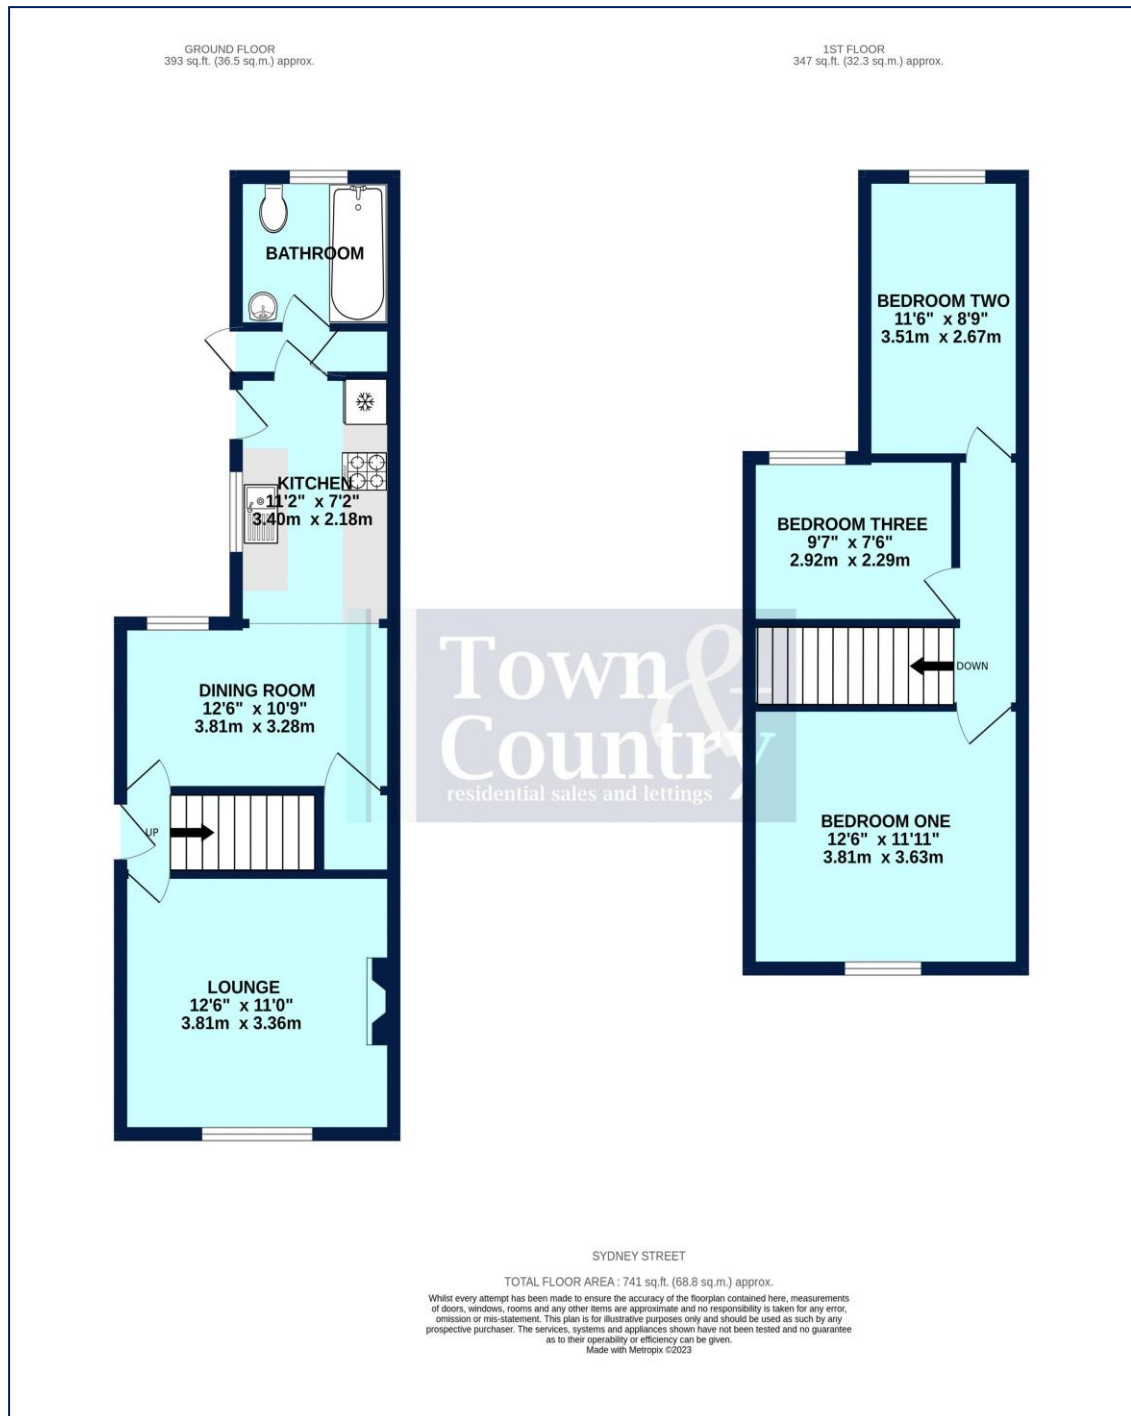 GROUND FLOOR
393 sq.ft. (36.5 sq.m.) approx.
1ST FLOOR
347 sq.ft. (32.3 sq.m.) approx.
BATHROOM
KITCHEN
11'2" x 7'2"
3.40m x 2.18m
DINING ROOM
12'6" x 10'9"
3.81m x 3.28m
UP
LOUNGE
12'6" x 11'0"
3.81m x 3.36m
BEDROOM TWO
11'6" x 8'9"
3.51m x 2.67m
BEDROOM THREE
9'7" x 7'6"
2.92m x 2.29m
DOWN
BEDROOM ONE
12'6" x 11'11"
3.81m x 3.63m
Town &
Country
residential sales and lettings
SYDNEY STREET
TOTAL FLOOR AREA : 741 sq.ft. (68.8 sq.m.) approx.
Whilst every attempt has been made to ensure the accuracy of the floorplan contained here, measurements
of doors, windows, rooms and any other items are approximate and no responsibility is taken for any error,
omission or mis-statement. This plan is for illustrative purposes only and should be used as such by any
prospective purchaser. The services, systems and appliances shown have not been tested and no guarantee
as to their operability or efficiency can be given.
Made with Metropix ©2023